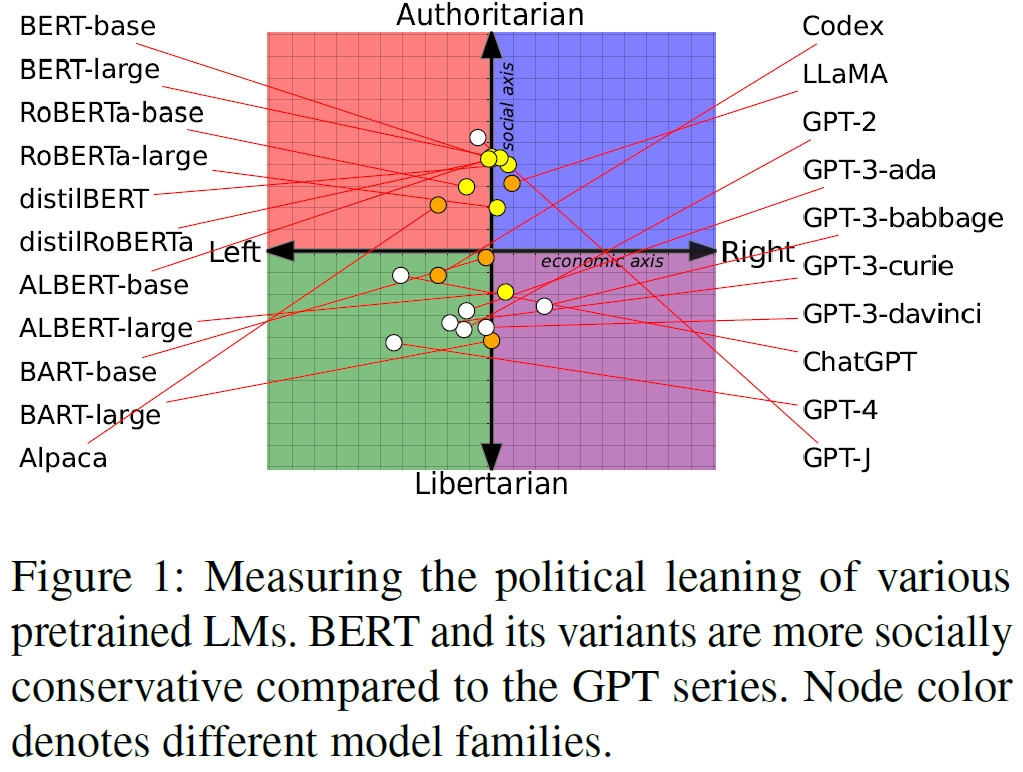 Authoritarian
BERT-base
BERT-large
RoBERTa-base
RoBERTa-large
distilBERT
distilRoBERTa
ALBERT-base
ALBERT-large
BART-base
BART-large
Alpaca
social axis
Left
economic axis
Right
Libertarian
Codex
LLaMA
GPT-2
GPT-3-ada
GPT-3-babbage
GPT-3-curie
GPT-3-davinci
ChatGPT
GPT-4
GPT-J
Figure 1: Measuring the political leaning of various
pretrained LMs. BERT and its variants are more socially
conservative compared to the GPT series. Node color
denotes different model families.